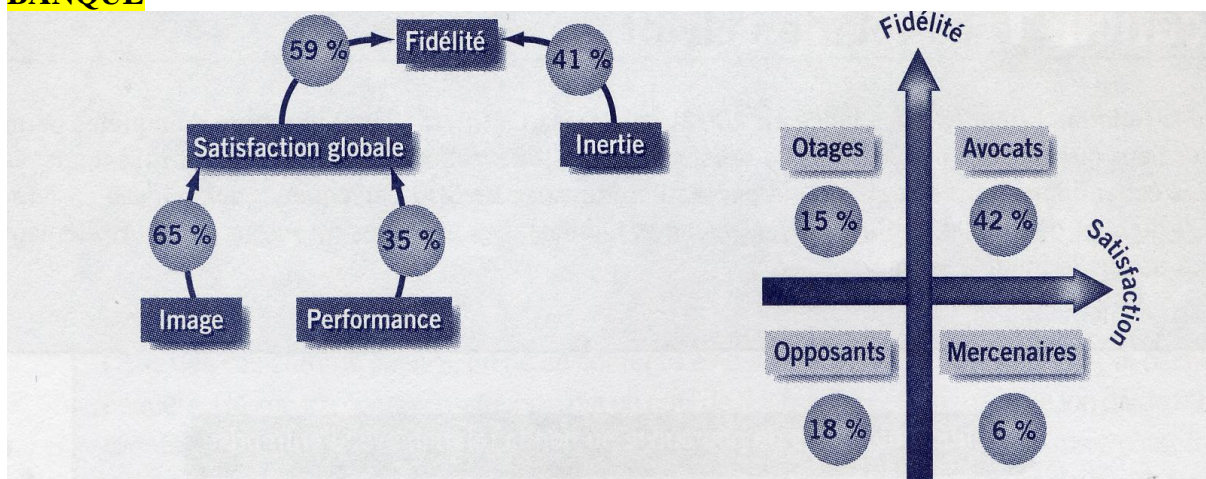 BANQUE
59 %
Fidélité
41 %
Satisfaction globale
Inertie
65 %
35 %
Image
Performance
Fidélité
Otages
Avocats
15 %
42 %
Satisfaction
Opposants
Mercenaires
18 %
6 %